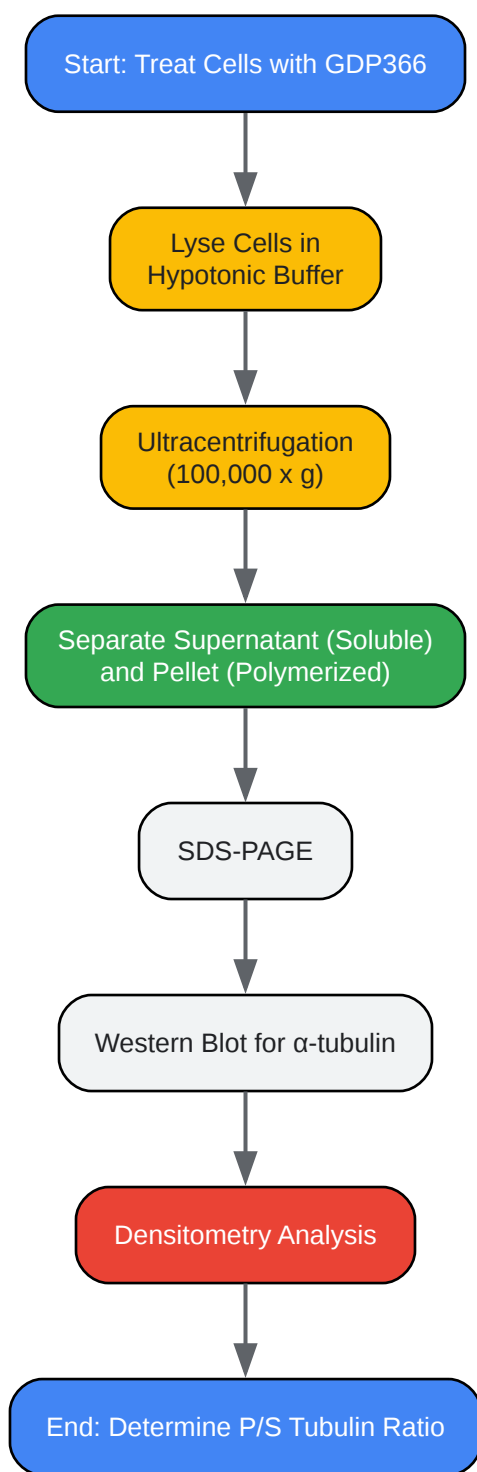 Start: Treat Cells with GDP366
Lyse Cells in
Hypotonic Buffer
Ultracentrifugation
(100,000 x g)
Separate Supernatant (Soluble)
and Pellet (Polymerized)
SDS-PAGE
Western Blot for α-tubulin
Densitometry Analysis
End: Determine P/S Tubulin Ratio